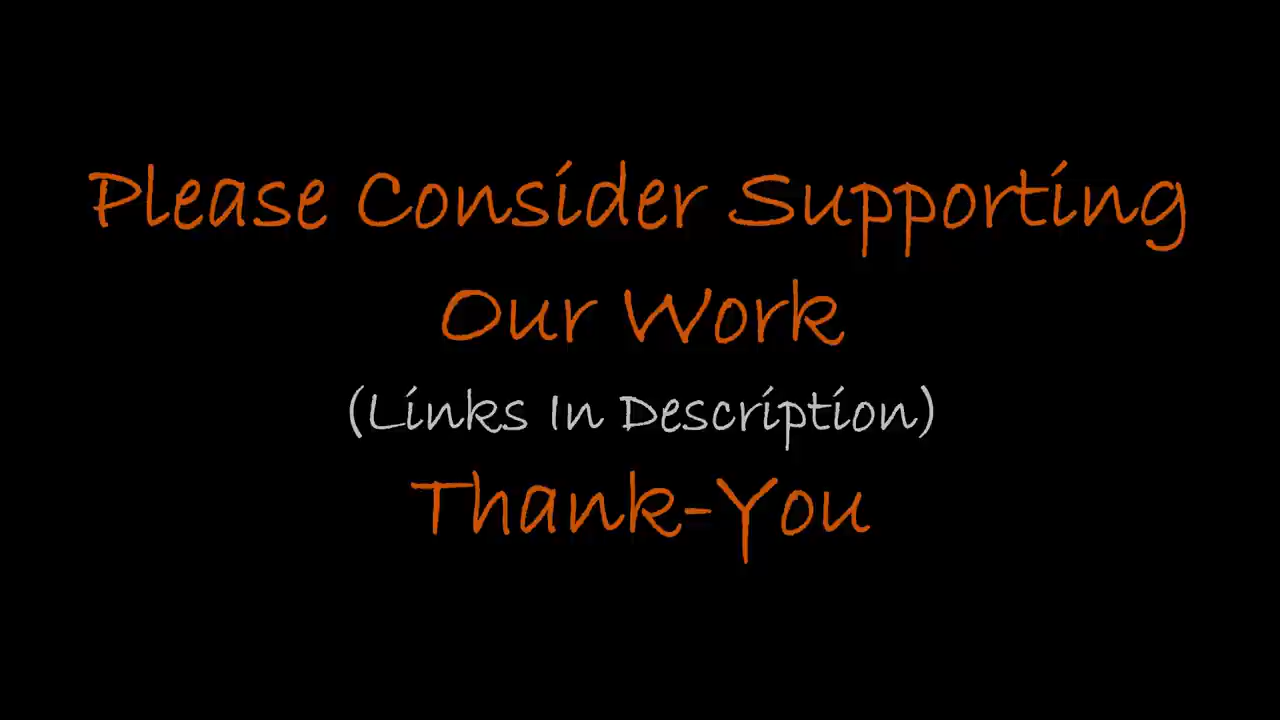 Please Consider Supporting
Our Work
(Links In Description)
Thank-You